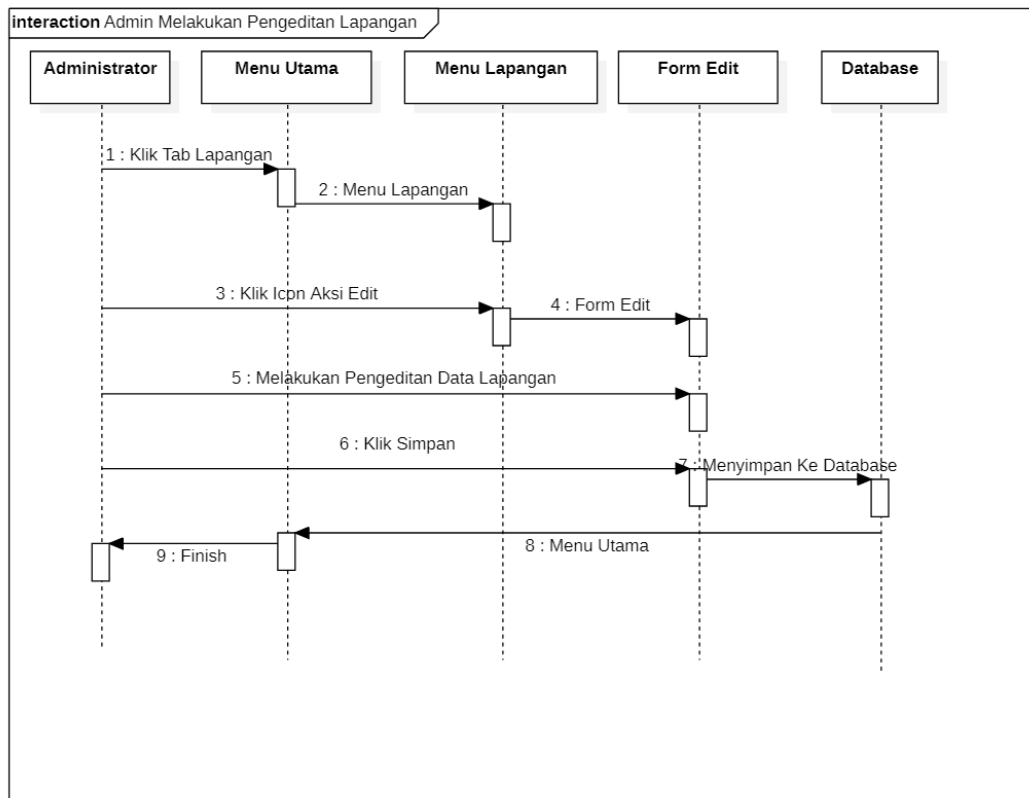 interaction Admin Melakukan Pengeditan Lapangan
Administrator
Menu Utama
Menu Lapangan
Form Edit
Database
1 : Klik Tab Lapangan
2 : Menu Lapangan
3 : Klik Icon Aksi Edit
4 : Form Edit
5 : Melakukan Pengeditan Data Lapangan
6 : Klik Simpan
7 : Menyimpan Ke Database
8 : Menu Utama
9 : Finish